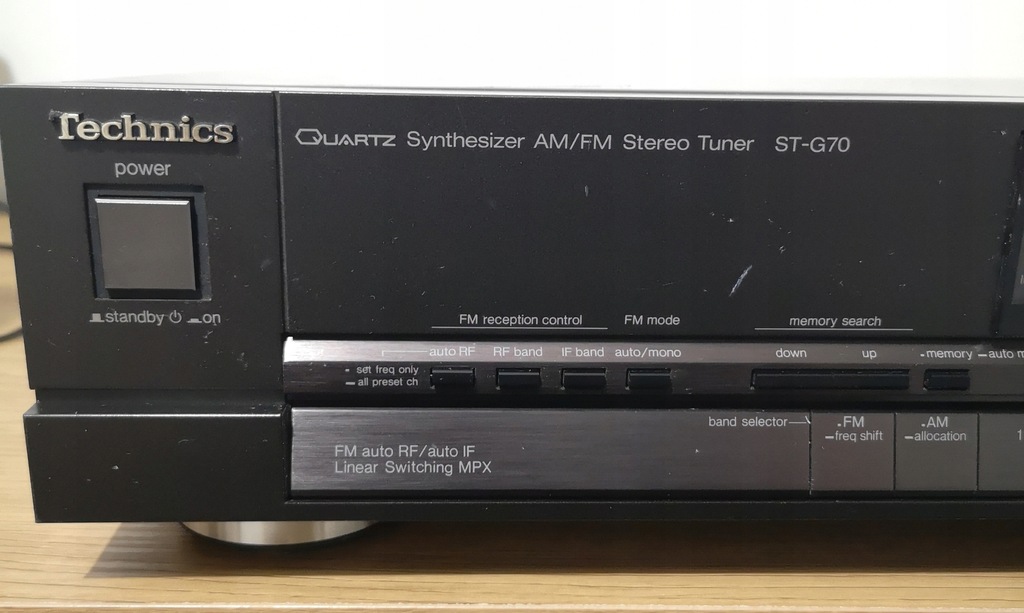 Technics
power
standby on
QUARTZ Synthesizer AM/FM Stereo Tuner ST-G70
FM reception control FM mode memory search
auto RF RF band IF band auto/mono down up memory
set freq only
all preset ch
band selector
FM
freq shift
AM
allocation
1
FM auto RF/auto IF
Linear Switching MPX